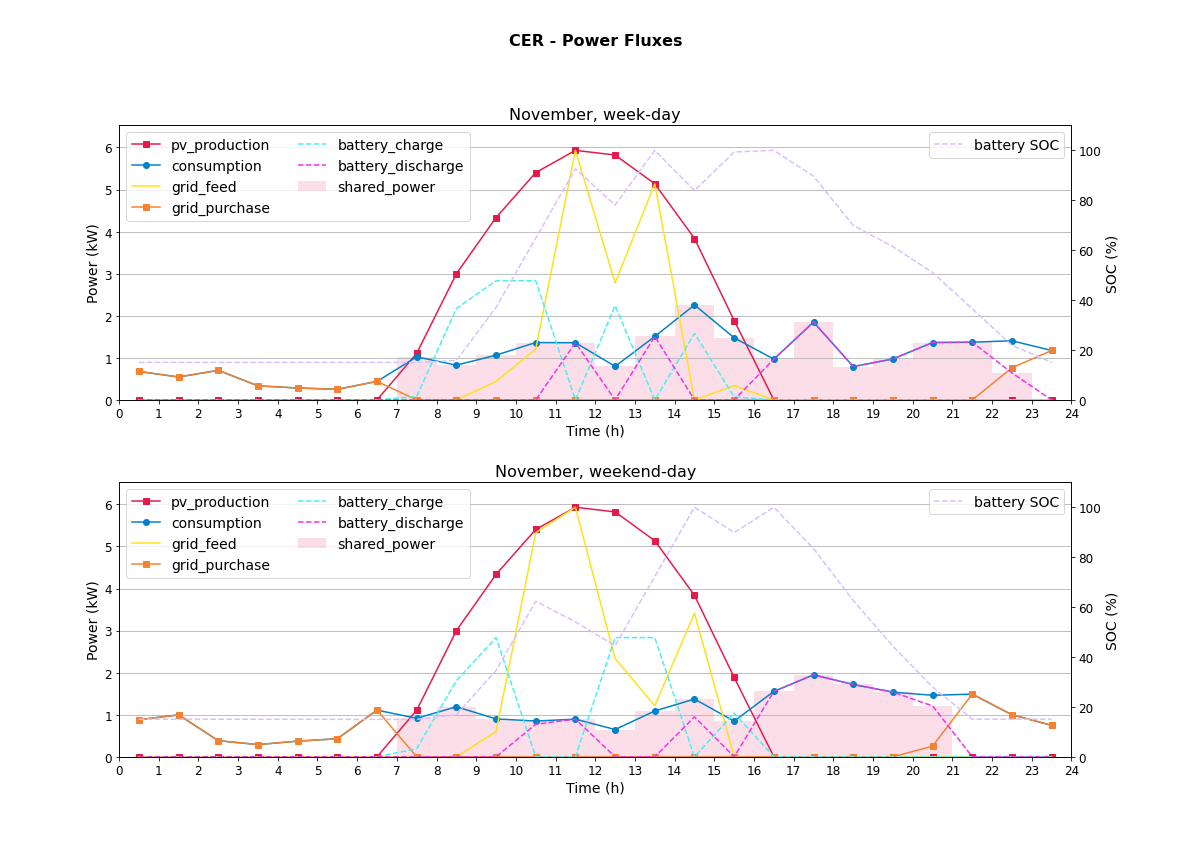 CER - Power Fluxes
November, week-day
pv_production
consumption
grid_feed
grid_purchase
battery_charge
battery_discharge
shared_power
battery SOC
Power (kW)
6
5
4
3
2
1
0
SOC (%)
100
80
60
40
20
0
0 1 2 3 4 5 6 7 8 9 10 11 12 13 14 15 16 17 18 19 20 21 22 23 24
Time (h)
November, weekend-day
pv_production
consumption
grid_feed
grid_purchase
battery_charge
battery_discharge
shared_power
battery SOC
Power (kW)
6
5
4
3
2
1
0
SOC (%)
100
80
60
40
20
0
0 1 2 3 4 5 6 7 8 9 10 11 12 13 14 15 16 17 18 19 20 21 22 23 24
Time (h)